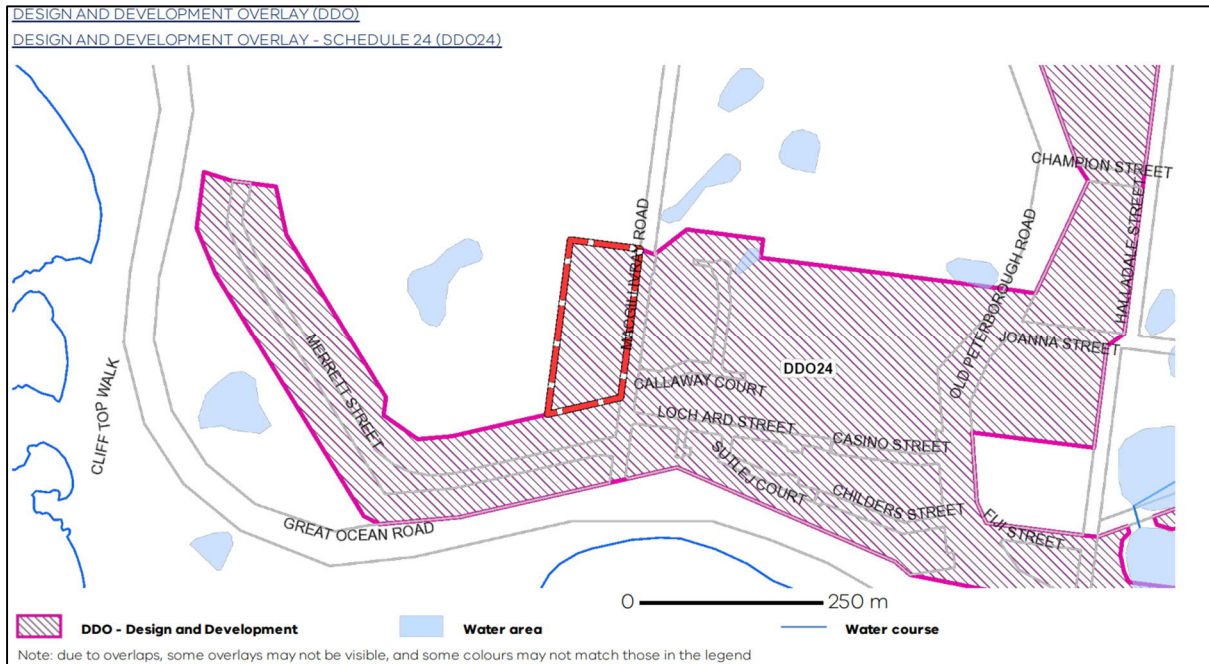 DESIGN AND DEVELOPMENT OVERLAY (DDO)
DESIGN AND DEVELOPMENT OVERLAY - SCHEDULE 24 (DDO24)
CHAMPION STREET
HALLADALE STREET
MACGILLIVRAY ROAD
OLD PETERBOROUGH ROAD
JOANNA STREET
MERRETT STREET
CLIFF TOP WALK
DDO24
CALLAWAY COURT
LOCH ARD STREET
CASINO STREET
SUTLEJ COURT
CHILDERS STREET
FIJI STREET
GREAT OCEAN ROAD
0 250 m
DDO - Design and Development
Water area
Water course
Note: due to overlaps, some overlays may not be visible, and some colours may not match those in the legend